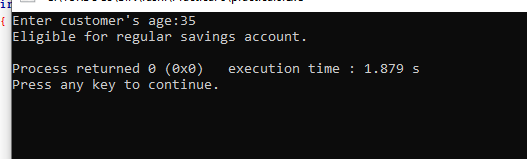 Enter customer's age:35
Eligible for regular savings account.
Process returned 0 (0x0)   execution time : 1.879 s
Press any key to continue.